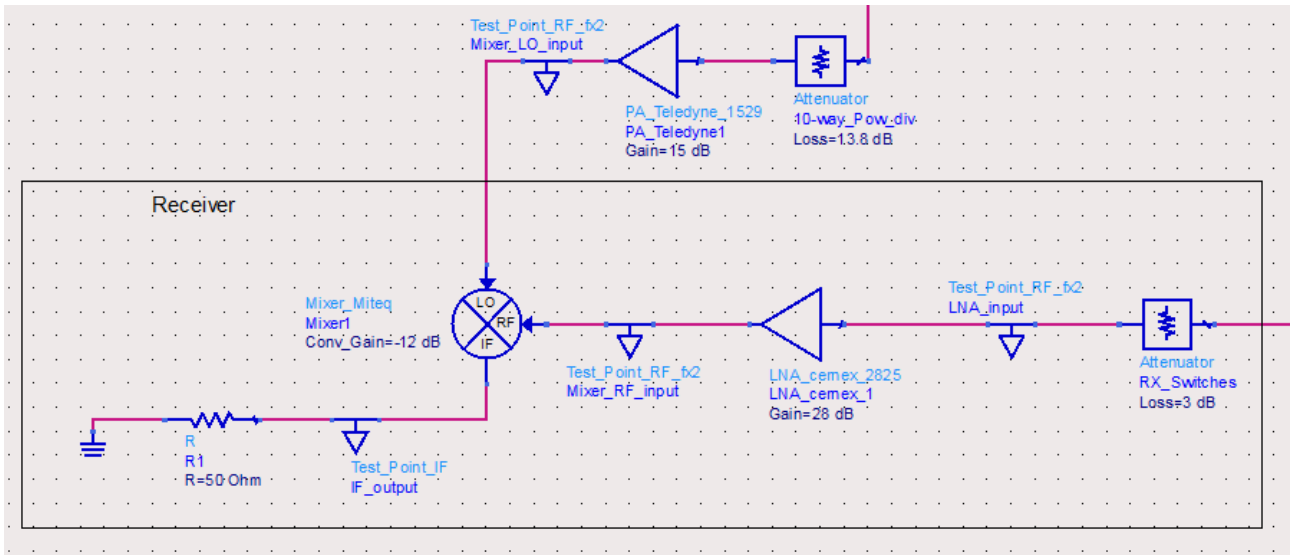 Test_Point_RF_fx2
Mixer_LO_input
PA_Teledyne_1529
PA_Teledyne1
Gain=15 dB
Attenuator
10-way_Pow_div
Loss=13.8 dB
Receiver
Mixer_Miteq
Mixer1
Conv_Gain=-12 dB
LO
RF
IF
Test_Point_RF_fx2
Mixer_RF_input
LNA_cernex_2825
LNA_cernex_1
Gain=28 dB
Test_Point_RF_fx2
LNA_input
Attenuator
RX_Switches
Loss=3 dB
R
R1
R=50 Ohm
Test_Point_IF
IF_output